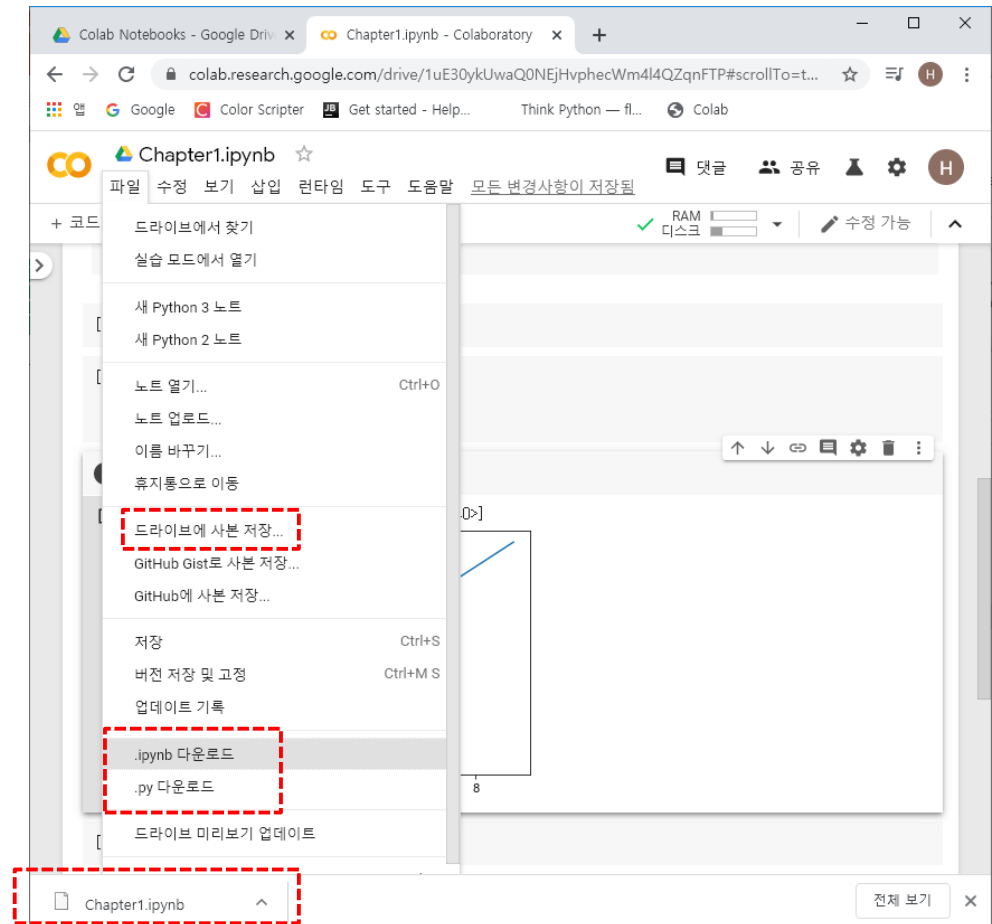 Colab Notebooks - Google Driv
Chapter1.ipynb - Colaboratory
colab.research.google.com/drive/1uE30ykUwaQ0NEjHvphecWm4l4QZqnFTP#scrollTo=t...
H
앱 Google Color Scripter Get started - Help... Think Python — fl... Colab
Chapter1.ipynb
댓글 공유 H
파일 수정 보기 삽입 런타임 도구 도움말 모든 변경사항이 저장됨
+ 코드
RAM
디스크
수정 가능
드라이브에서 찾기
실습 모드에서 열기
새 Python 3 노트
새 Python 2 노트
노트 열기... Ctrl+O
노트 업로드...
이름 바꾸기...
휴지통으로 이동
드라이브에 사본 저장...
.0>]
GitHub Gist로 사본 저장...
GitHub에 사본 저장...
저장 Ctrl+S
버전 저장 및 고정 Ctrl+M S
업데이트 기록
.ipynb 다운로드
.py 다운로드
8
드라이브 미리보기 업데이트
Chapter1.ipynb
전체 보기